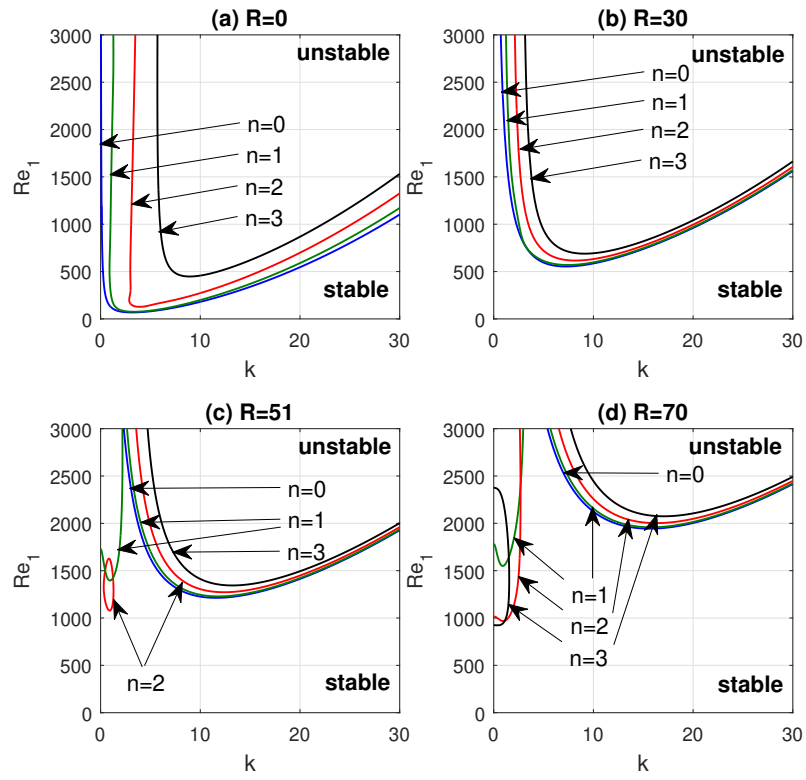 (a) R=0
3000
2500
2000
1500
1000
500
0
Re1
unstable
n=0
n=1
n=2
n=3
stable
0 10 20 30
k
(b) R=30
3000
2500
2000
1500
1000
500
0
Re1
unstable
n=0
n=1
n=2
n=3
stable
0 10 20 30
k
(c) R=51
3000
2500
2000
1500
1000
500
0
Re1
unstable
n=0
n=1
n=3
n=2
stable
0 10 20 30
k
(d) R=70
3000
2500
2000
1500
1000
500
0
Re1
unstable
n=0
n=1
n=2
n=3
stable
0 10 20 30
k